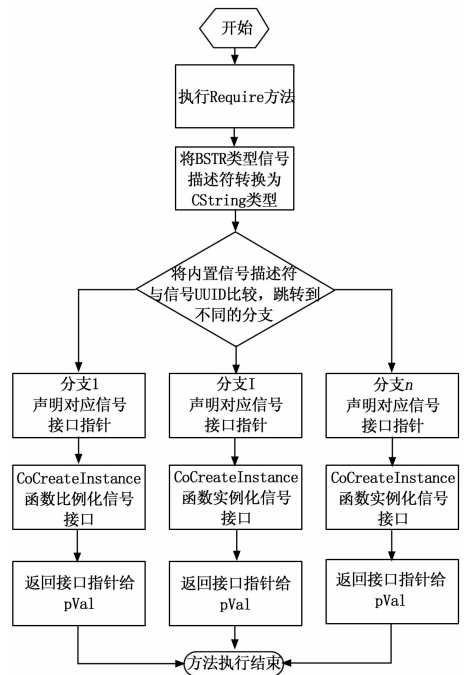 开始
执行Require方法
将BSTR类型信号
描述符转换为
CString类型
将内置信号描述符
与信号UUID比较，跳转到
不同的分支
分支1
声明对应信号
接口指针
分支I
声明对应信号
接口指针
分支n
声明对应信号
接口指针
CoCreateInstance
函数比例化信号
接口
CoCreateInstance
函数实例化信号
接口
CoCreateInstance
函数实例化信号
接口
返回接口指针给
pVal
返回接口指针给
pVal
返回接口指针给
pVal
方法执行结束